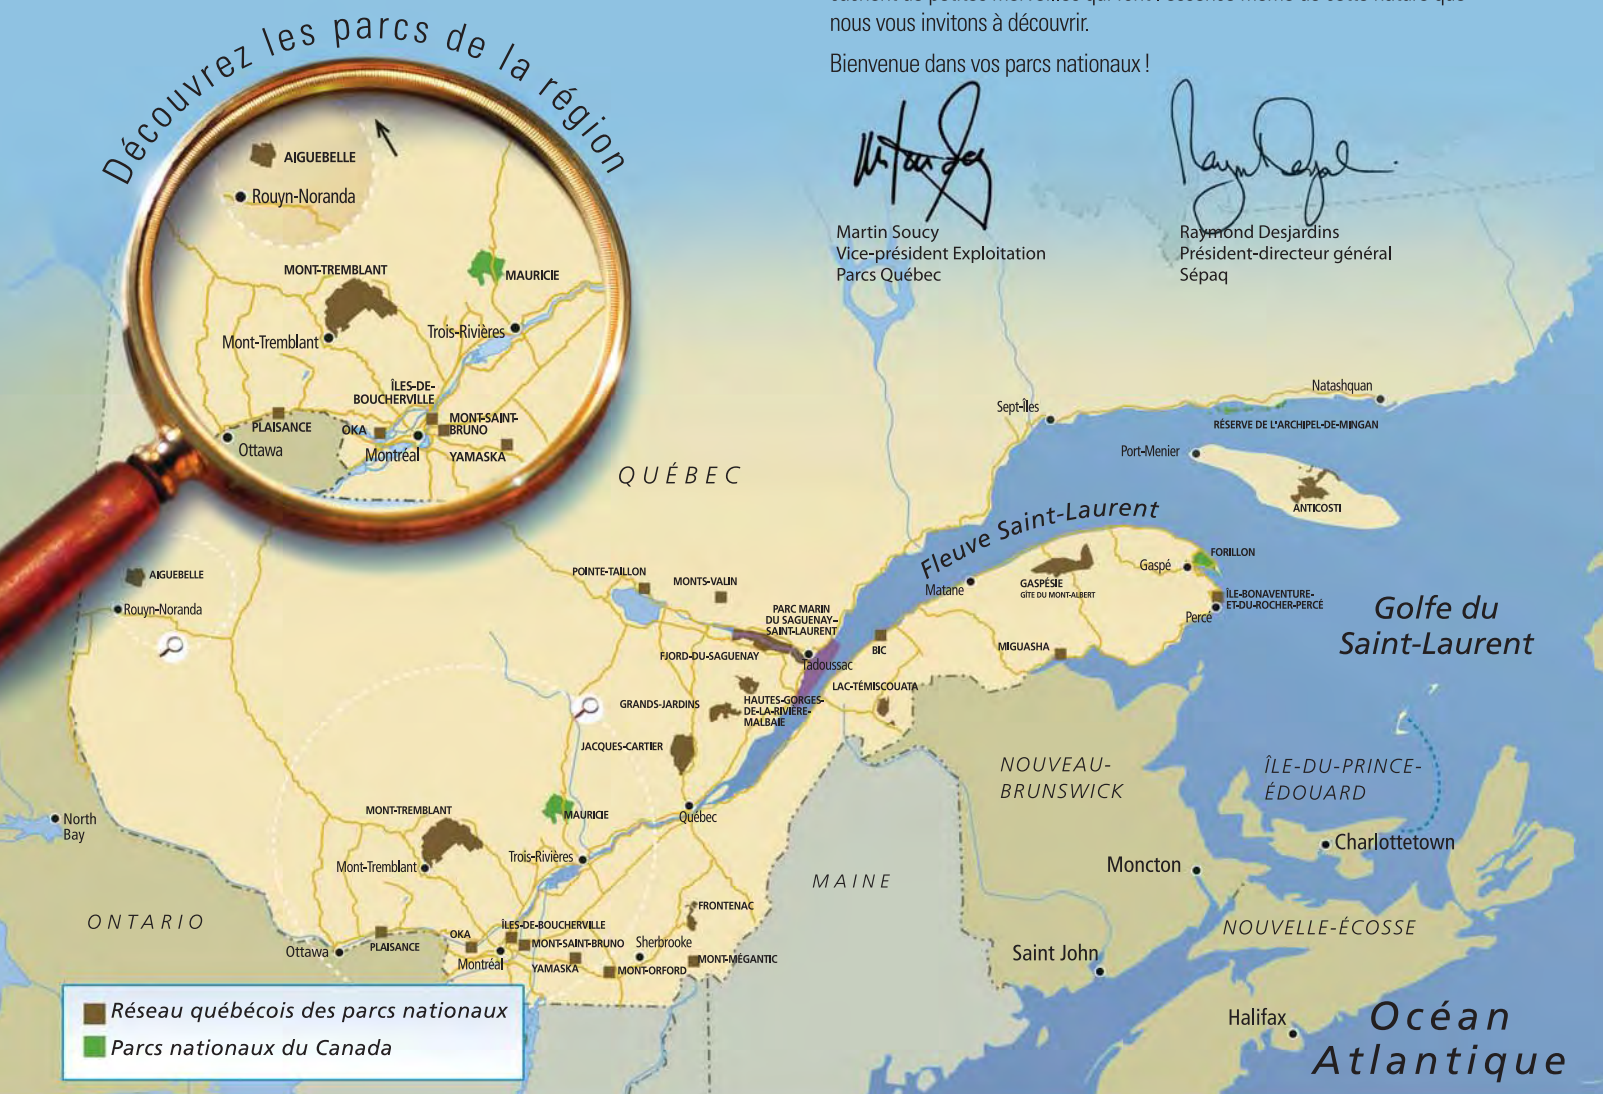 nous vous invitons à découvrir.
Bienvenue dans vos parcs nationaux !
Martin Soucy
Vice-président Exploitation
Parcs Québec
Raymond Desjardins
Président-directeur général
Sépaq
Découvrez les parcs de la région
AIGUEBELLE
Rouyn-Noranda
MONT-TREMBLANT
MAURICIE
Mont-Tremblant
Trois-Rivières
ÎLES-DE-
BOUCHERVILLE
PLAISANCE
OKA
MONT-SAINT-
BRUNO
Ottawa
Montréal
YAMASKA
QUÉBEC
Sept-Îles
Natashquan
RÉSERVE DE L'ARCHIPEL-DE-MINGAN
Port-Menier
ANTICOSTI
Fleuve Saint-Laurent
AIGUEBELLE
Rouyn-Noranda
POINTE-TAILLON
MONTS-VALIN
PARC MARIN
DU SAGUENAY–
SAINT-LAURENT
FJORD-DU-SAGUENAY
Tadoussac
BIC
Matane
GASPÉSIE
GÎTE DU MONT-ALBERT
Gaspé
FORILLON
ÎLE-BONAVENTURE-
ET-DU-ROCHER-PERCÉ
Percé
MIGUASHA
Golfe du
Saint-Laurent
LAC-TÉMISCOUATA
GRANDS-JARDINS
HAUTES-GORGES-
DE-LA-RIVIÈRE-
MALBAIE
JACQUES-CARTIER
NOUVEAU-
BRUNSWICK
ÎLE-DU-PRINCE-
ÉDOUARD
North
Bay
MONT-TREMBLANT
MAURICIE
Québec
Mont-Tremblant
Trois-Rivières
Charlottetown
Moncton
MAINE
ONTARIO
FRONTENAC
ÎLES-DE-BOUCHERVILLE
NOUVELLE-ÉCOSSE
Ottawa
PLAISANCE
OKA
MONT-SAINT-BRUNO
Sherbrooke
Montréal
YAMASKA
MONT-ORFORD
MONT-MÉGANTIC
Saint John
Halifax
Océan
Atlantique
Réseau québécois des parcs nationaux
Parcs nationaux du Canada